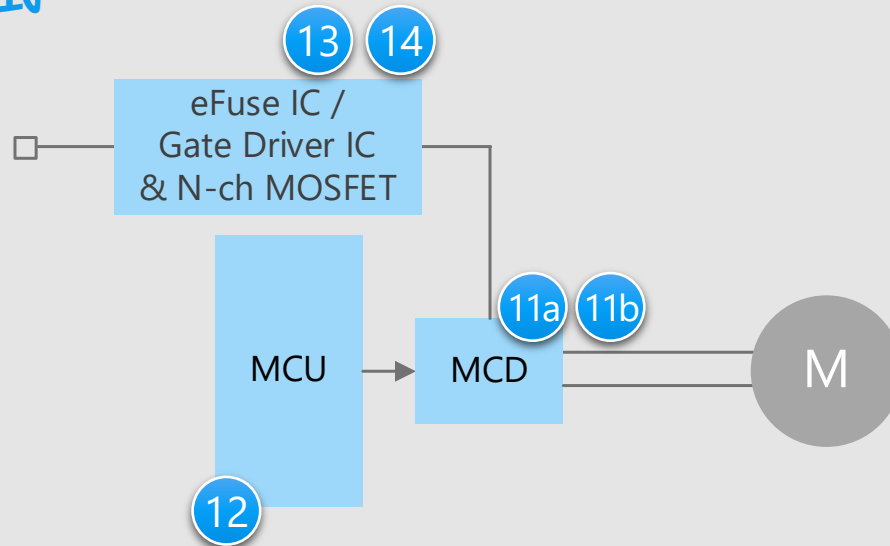 13 14
eFuse IC /
Gate Driver IC
& N-ch MOSFET
11a 11b
MCU
MCD
M
12